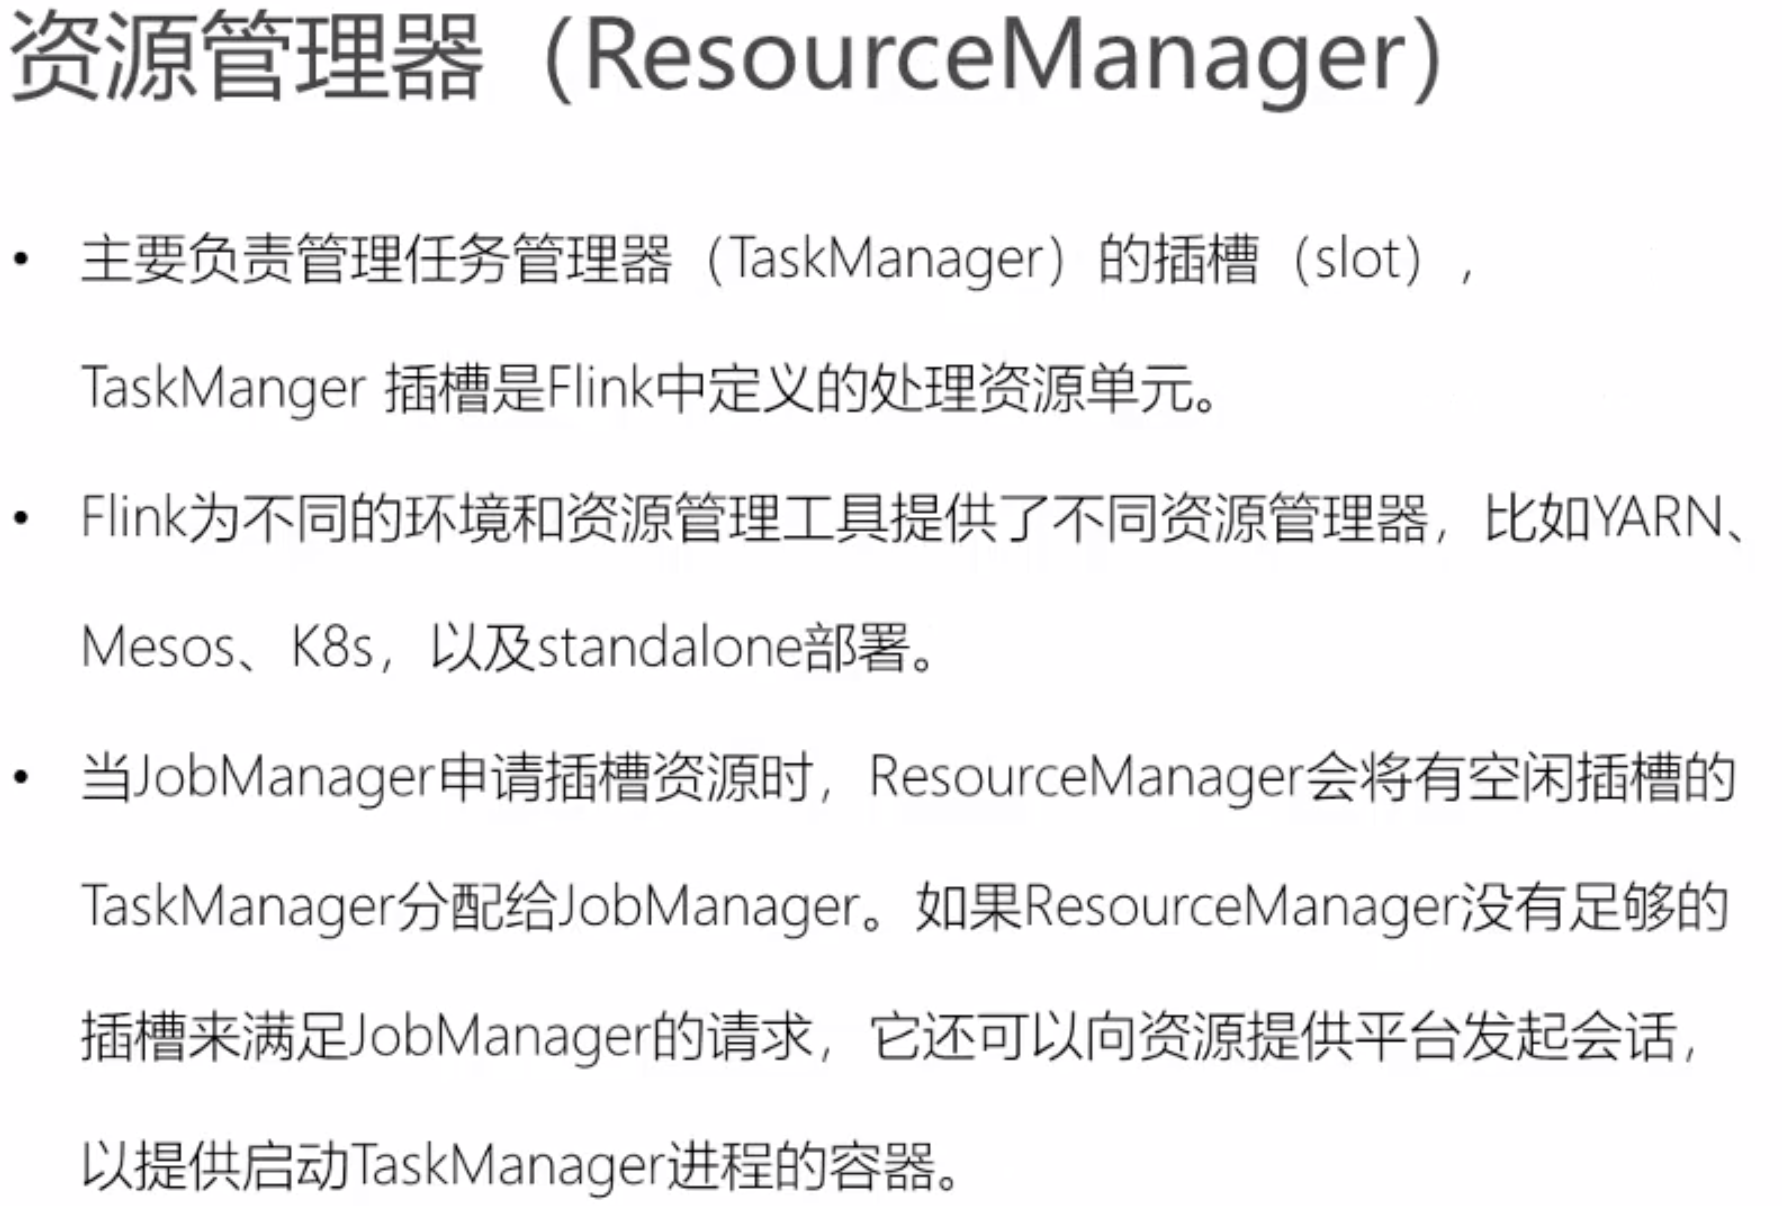 资源管理器（ResourceManager）
• 主要负责管理任务管理器（TaskManager）的插槽（slot），
TaskManger 插槽是Flink中定义的处理资源单元。
• Flink为不同的环境和资源管理工具提供了不同资源管理器，比如YARN、
Mesos、K8s，以及standalone部署。
• 当JobManager申请插槽资源时，ResourceManager会将有空闲插槽的
TaskManager分配给JobManager。如果ResourceManager没有足够的
插槽来满足JobManager的请求，它还可以向资源提供平台发起会话，
以提供启动TaskManager进程的容器。